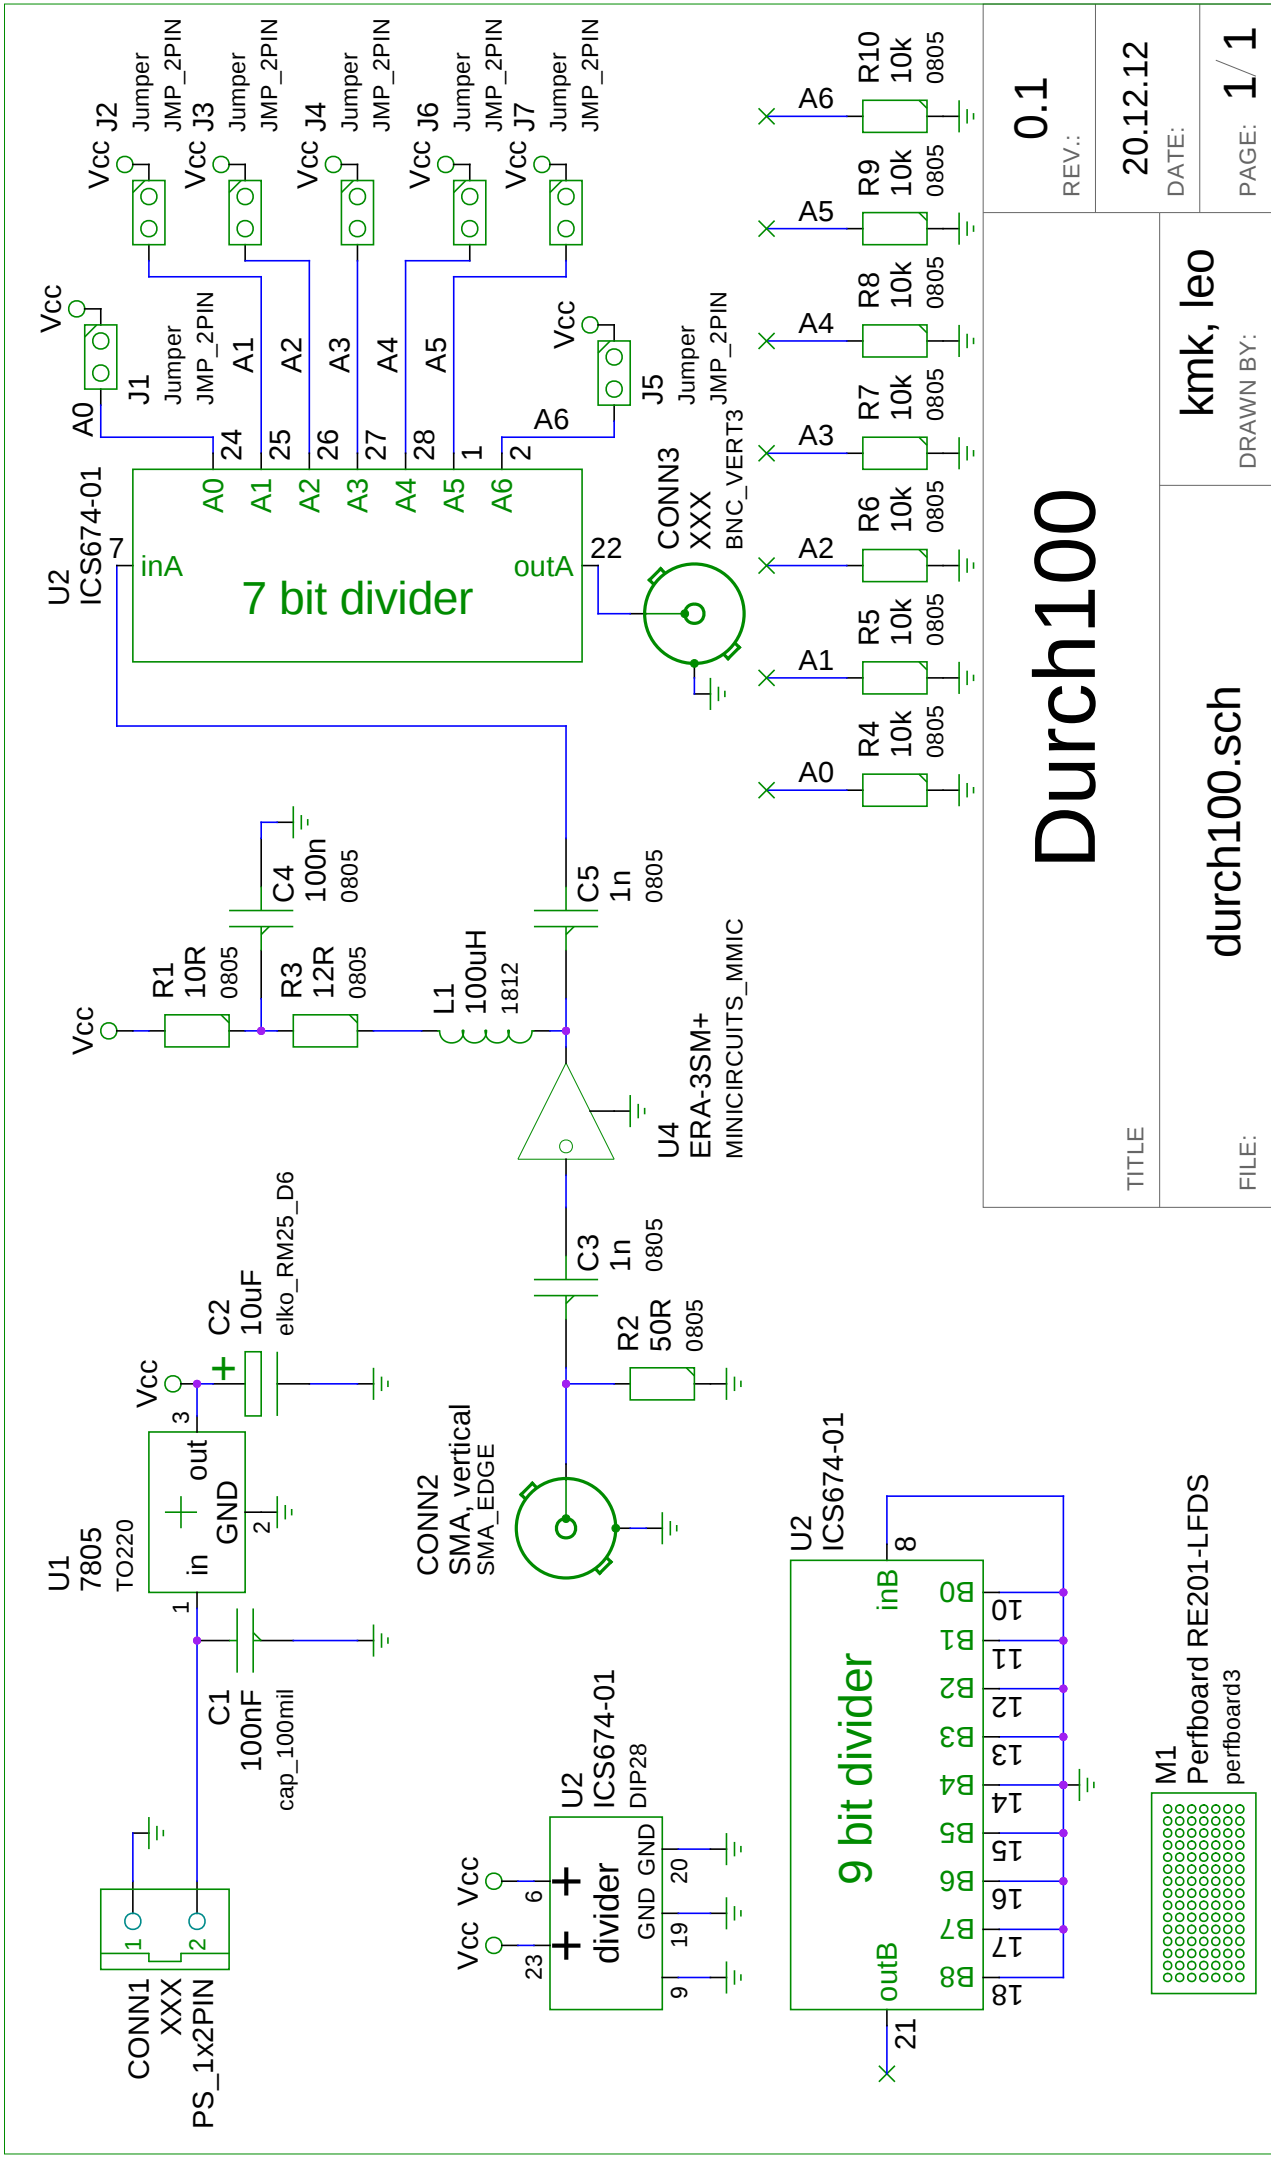 CONN1
XXX
PS_1x2PIN
1
2
C1
100nF
cap_100mil
U1
7805
TO220
1
in
GND
out
2
3
Vcc
C2
10uF
elko_RM25_D6
+
Vcc
R1
10R
0805
C4
100n
0805
R3
12R
0805
L1
100uH
1812
CONN2
SMA, vertical
SMA_EDGE
R2
50R
0805
C3
1n
0805
U4
ERA-3SM+
MINICIRCUITS_MMIC
C5
1n
0805
U2
ICS674-01
7
inA
7 bit divider
outA
22
A0
A1
A2
A3
A4
A5
A6
24
25
26
27
28
1
2
A0
A1
A2
A3
A4
A5
A6
Vcc
J1
Jumper
JMP_2PIN
Vcc
J2
Jumper
JMP_2PIN
Vcc
J3
Jumper
JMP_2PIN
Vcc
J4
Jumper
JMP_2PIN
Vcc
J6
Jumper
JMP_2PIN
Vcc
J7
Jumper
JMP_2PIN
Vcc
J5
Jumper
JMP_2PIN
CONN3
XXX
BNC_VERT3
U2
ICS674-01
DIP28
Vcc
Vcc
23
6
+
+
divider
GND
GND
9
19
20
U2
ICS674-01
outB
21
9 bit divider
inB
8
B8
B7
B6
B5
B4
B3
B2
B1
B0
18
17
16
15
14
13
12
11
10
M1
Perfboard RE201-LFDS
perfboard3
A0
R4
10k
0805
A1
R5
10k
0805
A2
R6
10k
0805
A3
R7
10k
0805
A4
R8
10k
0805
A5
R9
10k
0805
A6
R10
10k
0805
Durch100
TITLE
durch100.sch
FILE:
kmk, leo
DRAWN BY:
0.1
REV.:
20.12.12
DATE:
PAGE: 1/ 1